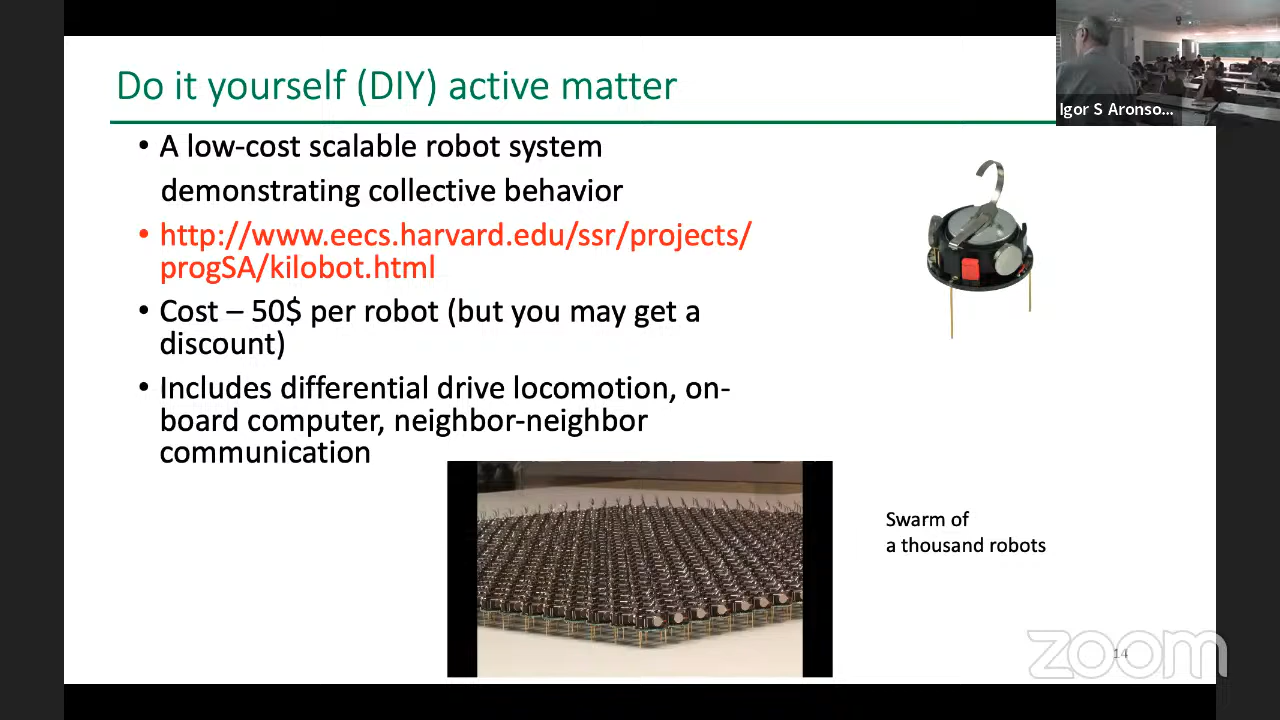 Do it yourself (DIY) active matter
Igor S Aronso...
• A low-cost scalable robot system
demonstrating collective behavior
• http://www.eecs.harvard.edu/ssr/projects/
progSA/kilobot.html
• Cost – 50$ per robot (but you may get a
discount)
• Includes differential drive locomotion, on-
board computer, neighbor-neighbor
communication
Swarm of
a thousand robots
zoom
14